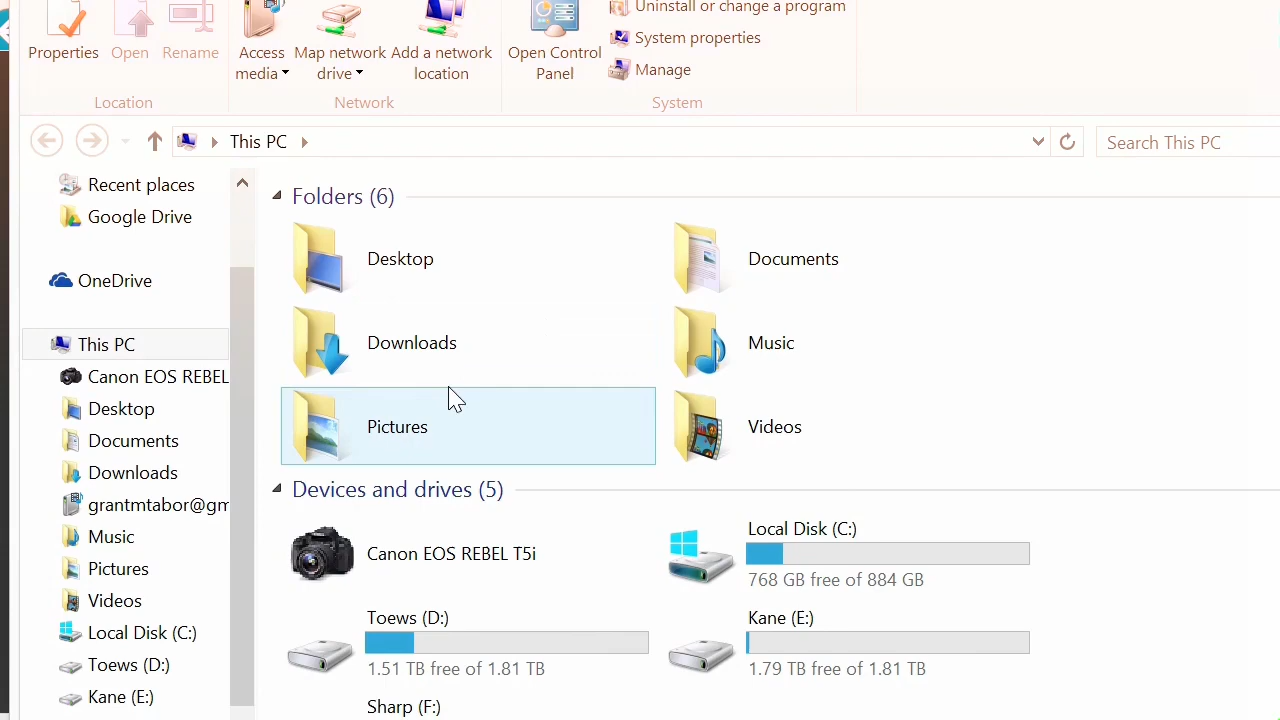 Uninstall or change a program
Properties Open Rename Access media Map network drive Add a network location Open Control Panel System properties
Manage
Location Network System
This PC Search This PC
Recent places
Google Drive
OneDrive
This PC
Canon EOS REBEL
Desktop
Documents
Downloads
grantmtabor@gm
Music
Pictures
Videos
Local Disk (C:)
Toews (D:)
Kane (E:)
Folders (6)
Desktop Documents
Downloads Music
Pictures Videos
Devices and drives (5)
Canon EOS REBEL T5i
Local Disk (C:)
768 GB free of 884 GB
Toews (D:)
1.51 TB free of 1.81 TB
Kane (E:)
1.79 TB free of 1.81 TB
Sharp (F:)